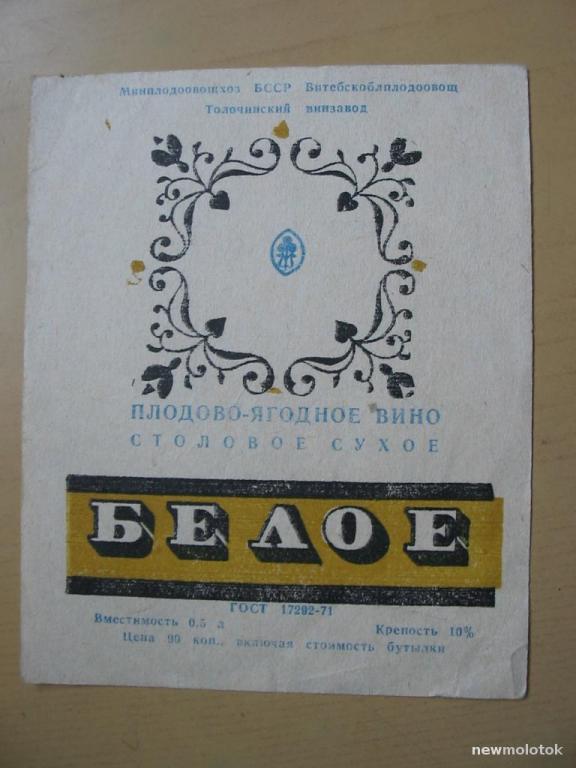 Минплодоовощхоз БССР Витебскоблплодоовощ
Толочинский винзавод
ПЛОДОВО-ЯГОДНОЕ ВИНО
СТОЛОВОЕ СУХОЕ
БЕЛОЕ
ГОСТ 17292-71
Вместимость 0,5 л
Крепость 10%
Цена 90 коп., включая стоимость бутылки
newmolotok